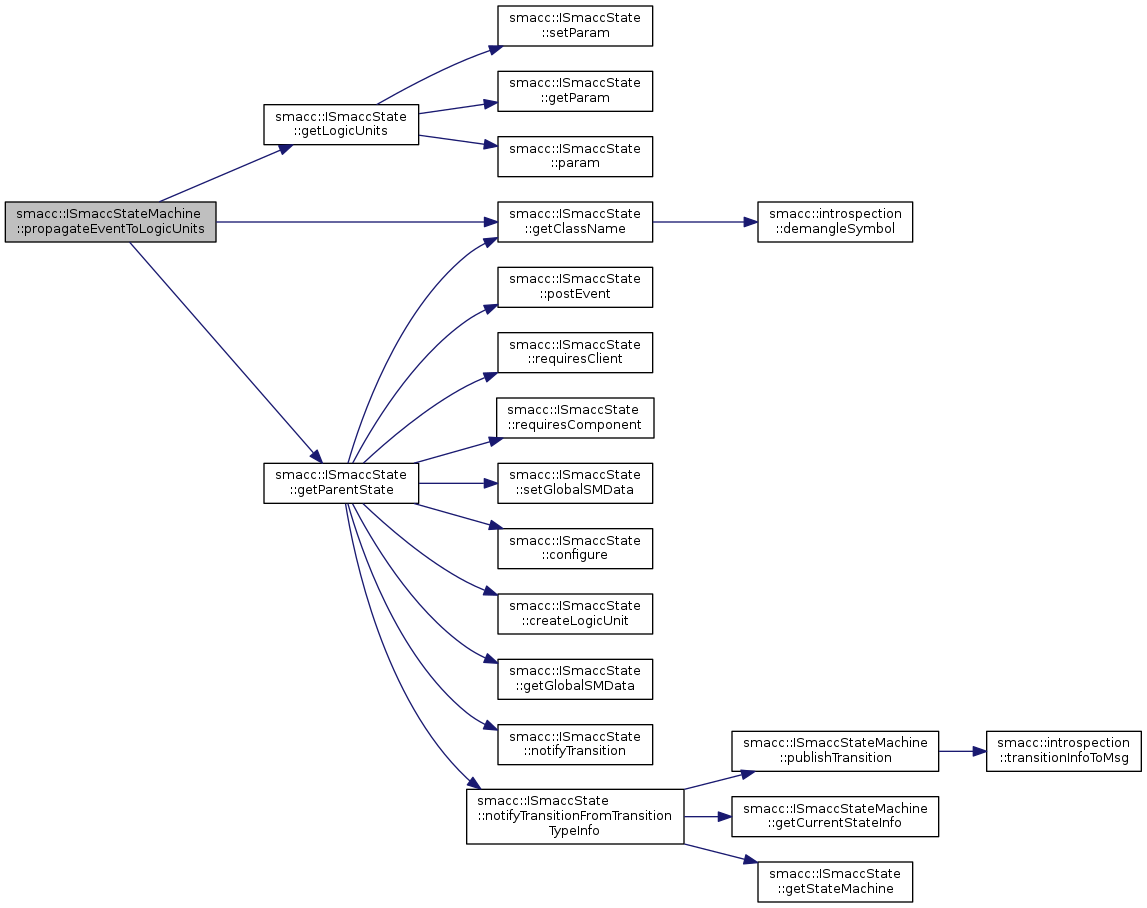 smacc::ISmaccState
::setParam
smacc::ISmaccState
::getParam
smacc::ISmaccState
::getLogicUnits
smacc::ISmaccState
::param
smacc::ISmaccStateMachine
::propagateEventToLogicUnits
smacc::ISmaccState
::getClassName
smacc::introspection
::demangleSymbol
smacc::ISmaccState
::postEvent
smacc::ISmaccState
::requiresClient
smacc::ISmaccState
::requiresComponent
smacc::ISmaccState
::getParentState
smacc::ISmaccState
::setGlobalSMData
smacc::ISmaccState
::configure
smacc::ISmaccState
::createLogicUnit
smacc::ISmaccState
::getGlobalSMData
smacc::ISmaccState
::notifyTransition
smacc::ISmaccStateMachine
::publishTransition
smacc::introspection
::transitionInfoToMsg
smacc::ISmaccState
::notifyTransitionFromTransition
TypeInfo
smacc::ISmaccStateMachine
::getCurrentStateInfo
smacc::ISmaccState
::getStateMachine